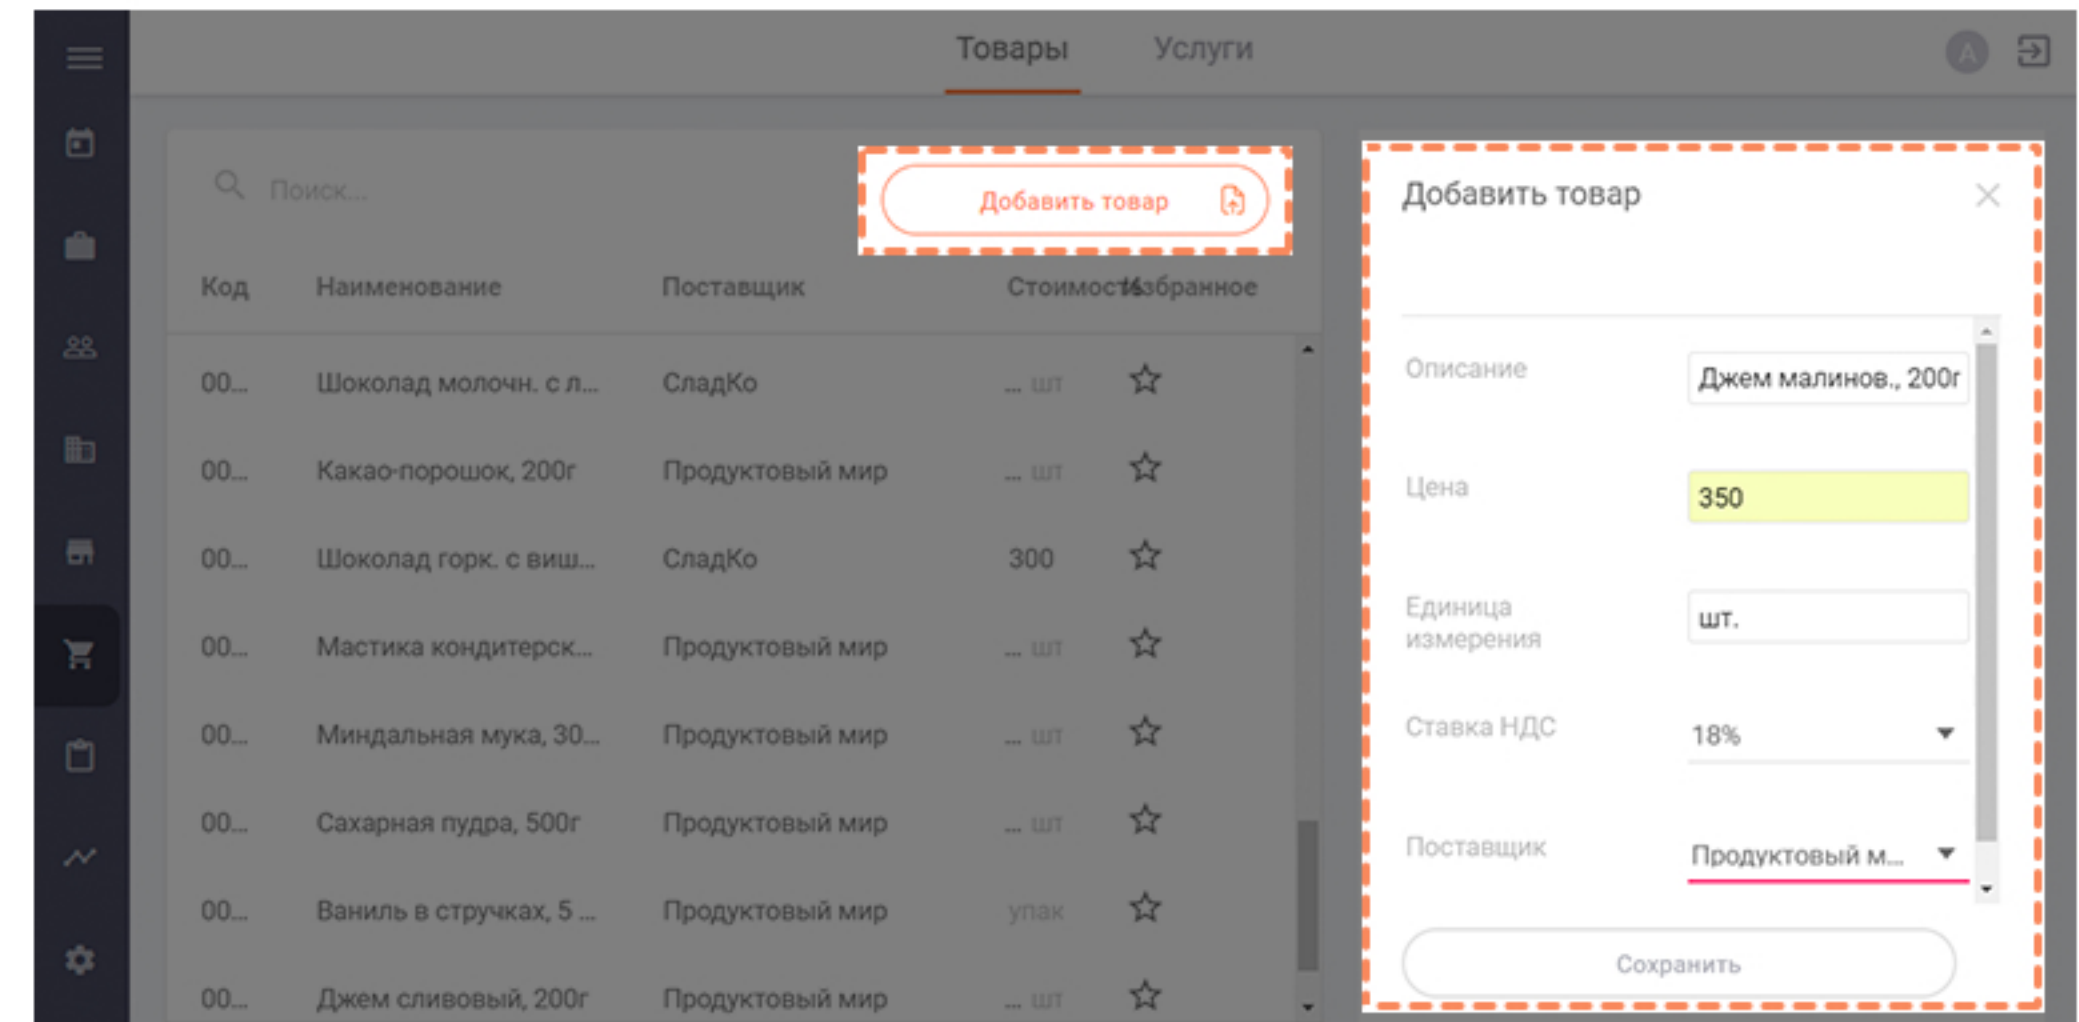 Товары Услуги
A
Поиск...
Добавить товар
Код Наименование Поставщик Стоимость Избранное
00... Шоколад молочн. с л... СладКо ... шт
00... Какао-порошок, 200г Продуктовый мир ... шт
00... Шоколад горк. с виш... СладКо 300
00... Мастика кондитерск... Продуктовый мир ... шт
00... Миндальная мука, 30... Продуктовый мир ... шт
00... Сахарная пудра, 500г Продуктовый мир ... шт
00... Ваниль в стручках, 5 ... Продуктовый мир упак
00... Джем сливовый, 200г Продуктовый мир ... шт
Добавить товар
Описание Джем малинов., 200г
Цена 350
Единица
измерения шт.
Ставка НДС 18%
Поставщик Продуктовый м...
Сохранить